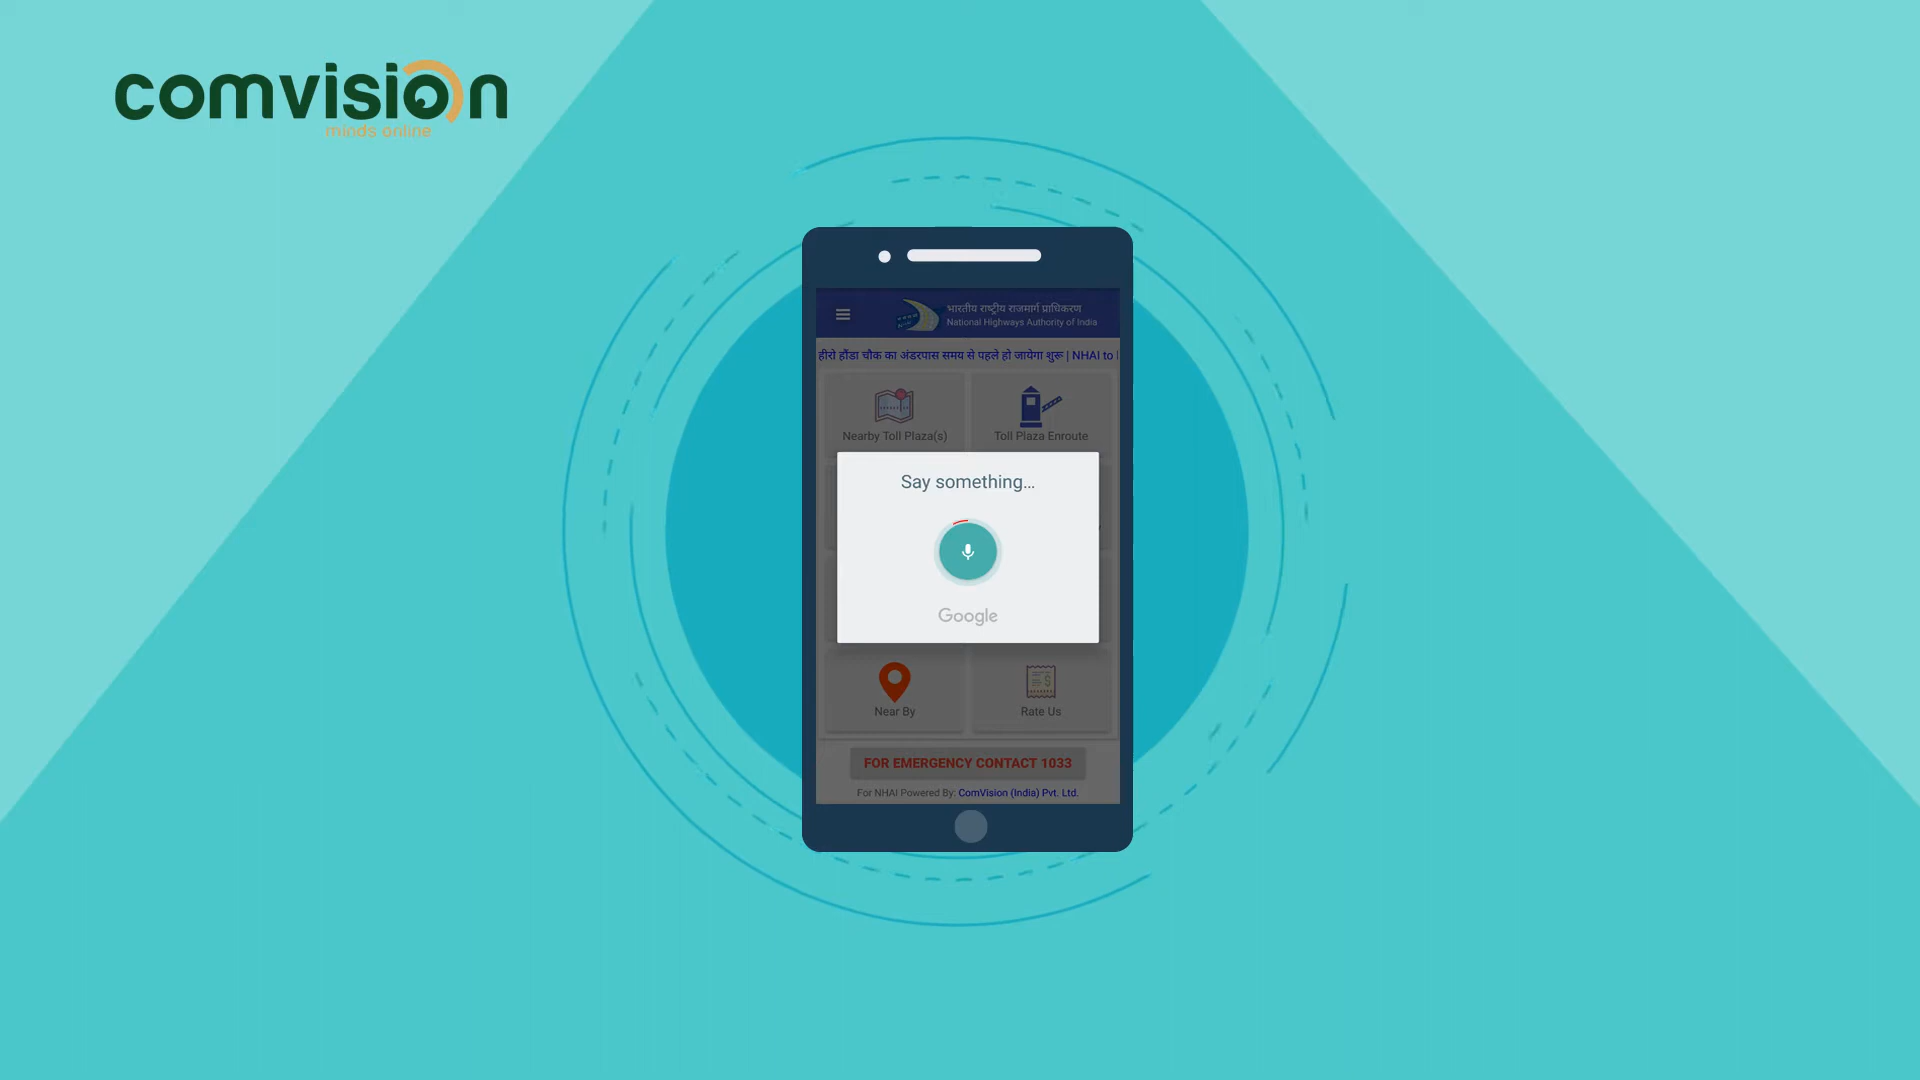 comvision
minds online
भारतीय राष्ट्रीय राजमार्ग प्राधिकरण
National Highways Authority of India
हीरो होंडा चौक का अंडरपास समय से पहले हो जायेगा शुरू | NHAI to
Nearby Toll Plaza(s)
Toll Plaza Enroute
Say something...
Google
Near By
Rate Us
FOR EMERGENCY CONTACT 1033
For NHAI Powered By: ComVision (India) Pvt. Ltd.